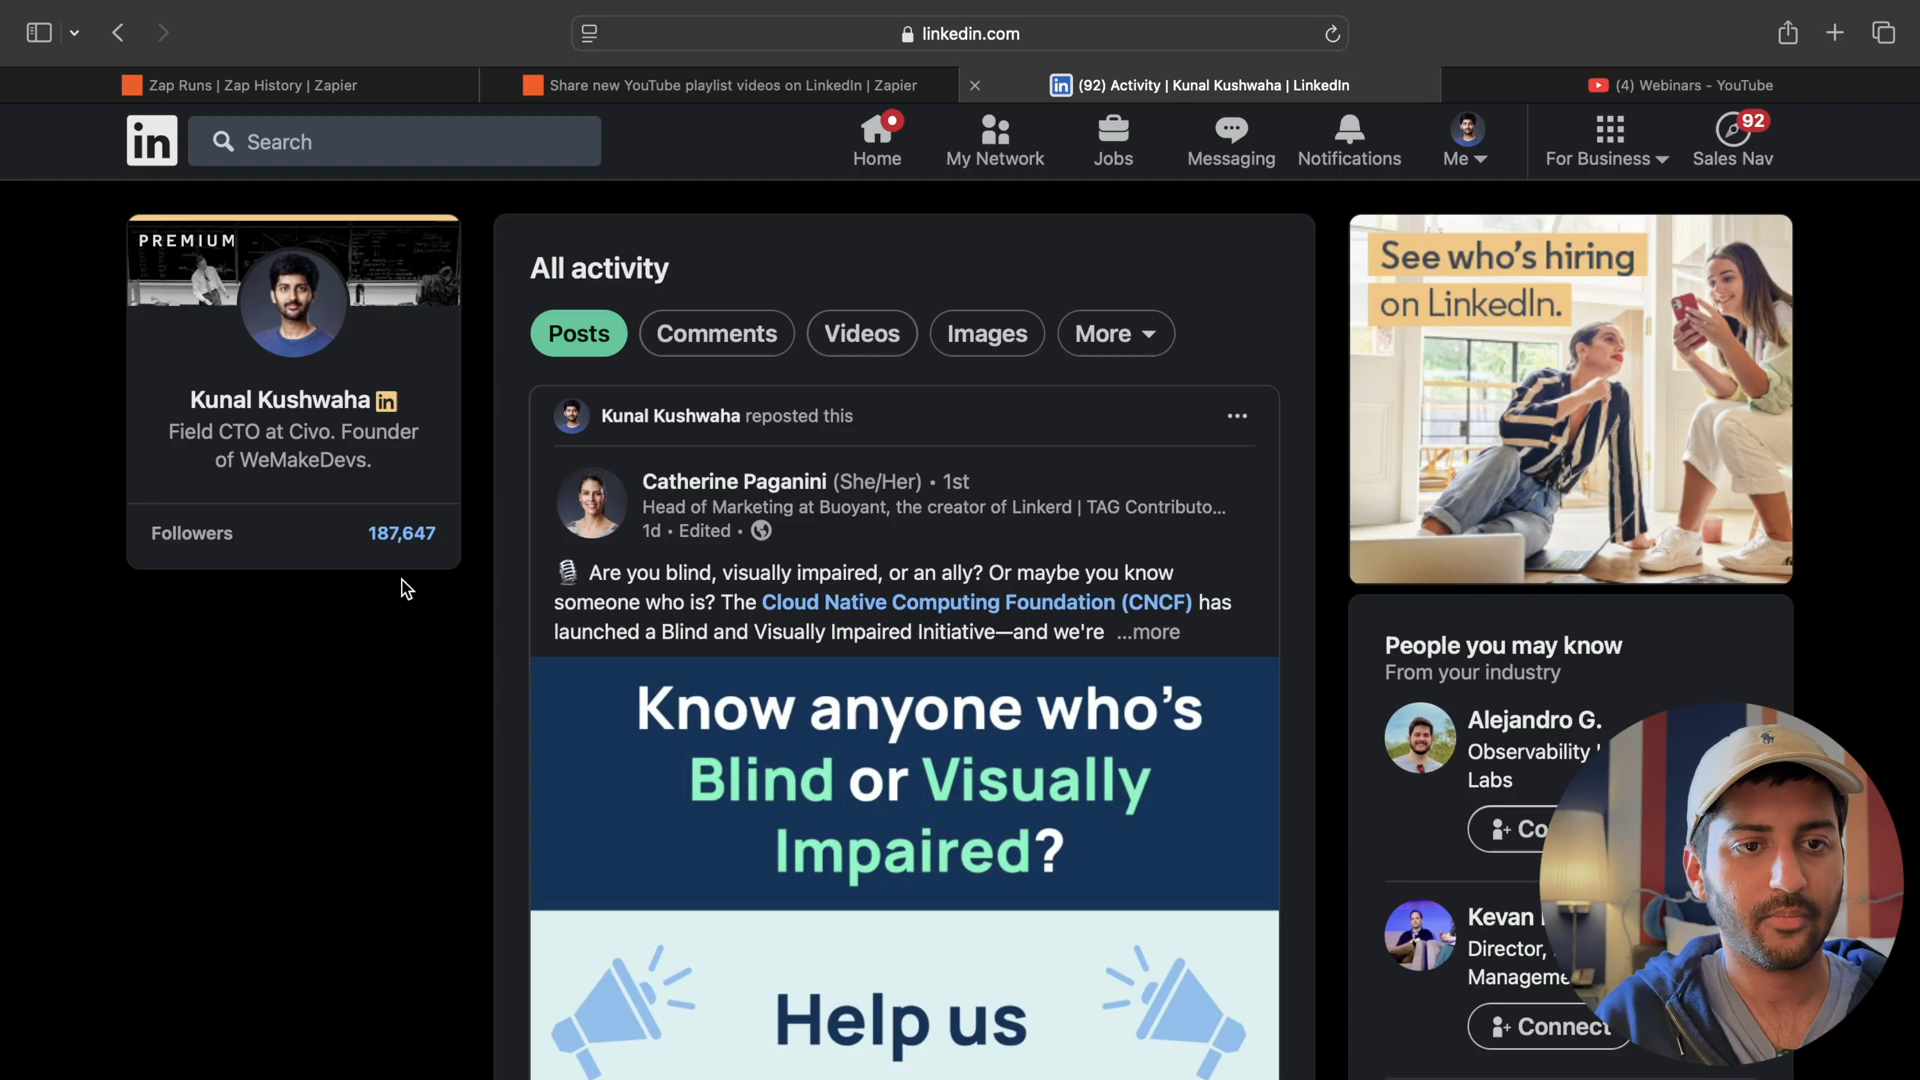 linkedin.com
Zap Runs | Zap History | Zapier
Share new YouTube playlist videos on LinkedIn | Zapier
(92) Activity | Kunal Kushwaha | LinkedIn
(4) Webinars - YouTube
in
Search
Home
My Network
Jobs
Messaging
Notifications
Me
For Business
92
Sales Nav
PREMIUM
Kunal Kushwaha in
Field CTO at Civo. Founder
of WeMakeDevs.
Followers 187,647
All activity
Posts
Comments
Videos
Images
More
Kunal Kushwaha reposted this
Catherine Paganini (She/Her) • 1st
Head of Marketing at Buoyant, the creator of Linkerd | TAG Contributo...
1d • Edited •
Are you blind, visually impaired, or an ally? Or maybe you know
someone who is? The Cloud Native Computing Foundation (CNCF) has
launched a Blind and Visually Impaired Initiative—and we're ...more
Know anyone who's
Blind or Visually
Impaired?
Help us
See who's hiring
on LinkedIn.
People you may know
From your industry
Alejandro G.
Observability
Labs
Kevan
Director,
Connect